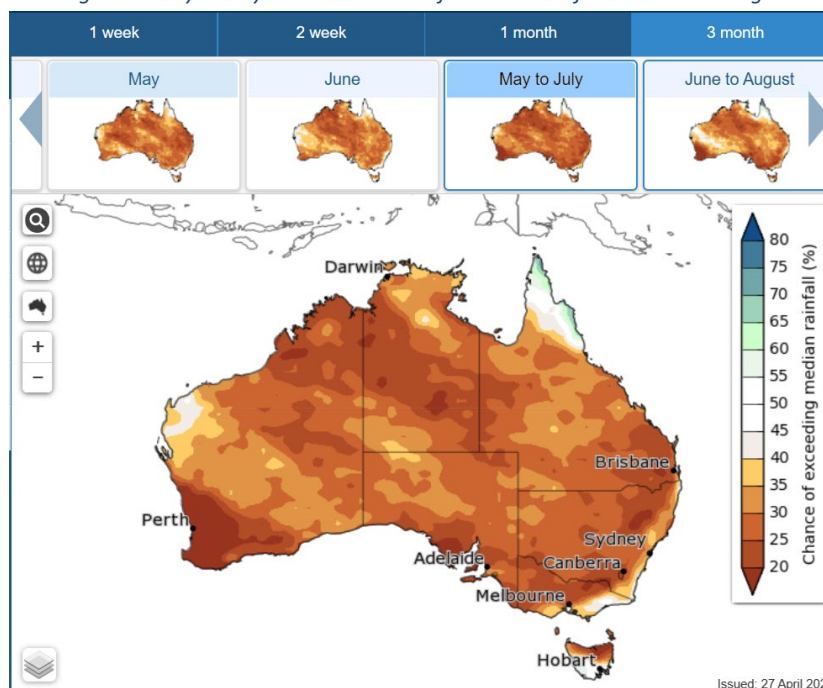 1 week
2 week
1 month
3 month
May
June
May to July
June to August
+
−
Darwin
Perth
Brisbane
Sydney
Adelaide
Canberra
Melbourne
Hobart
80
75
70
65
60
55
50
45
40
35
30
25
20
Chance of exceeding median rainfall (%)
Issued: 27 April 202